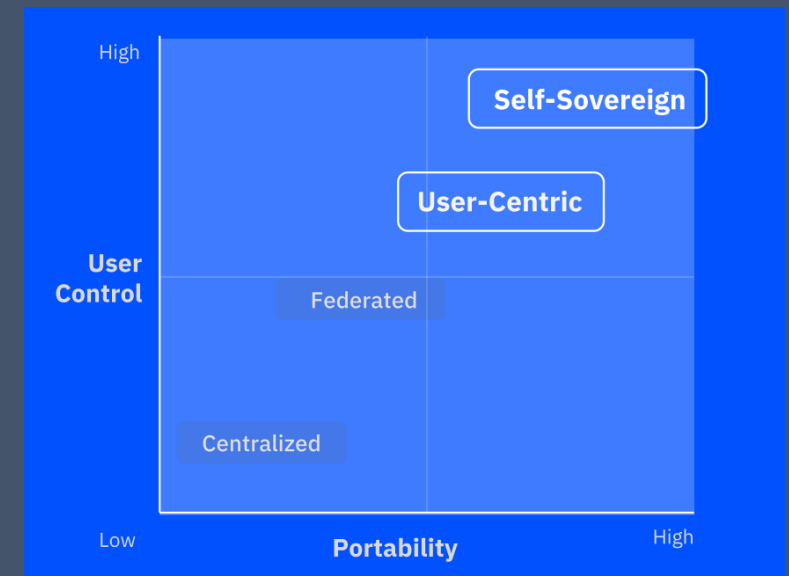 High
Self-Sovereign
User-Centric
User
Control
Federated
Centralized
Low
Portability
High